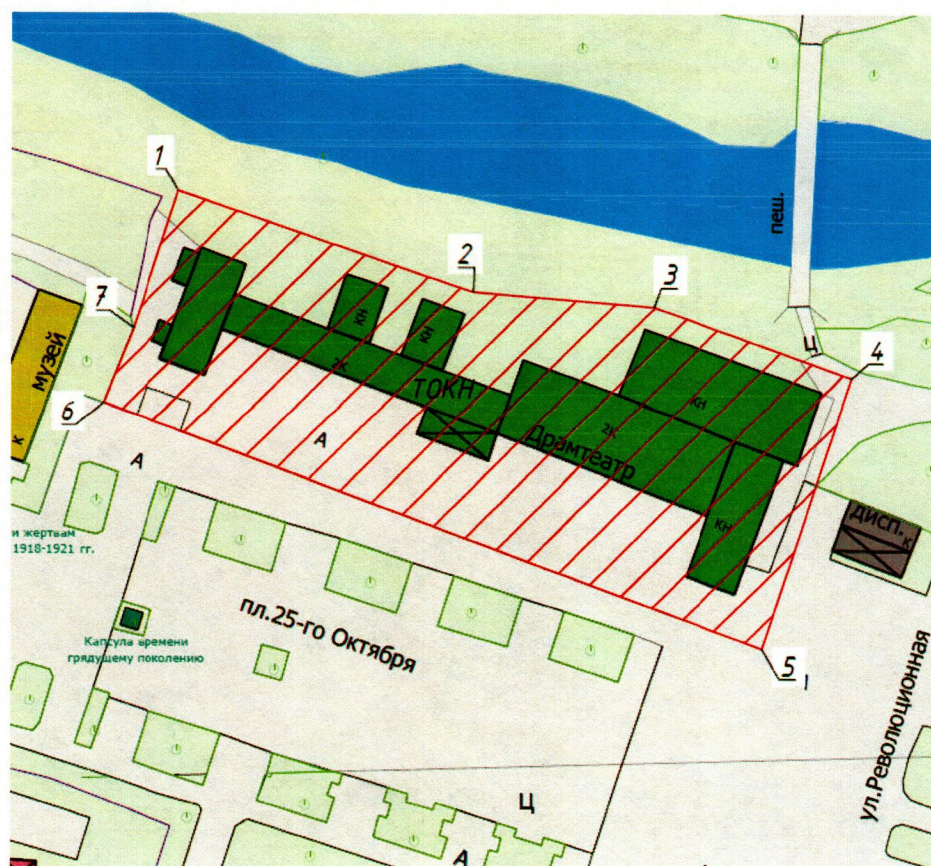 1
пеш.
2
3
7
Ц
4
КН
музей
КН
2К
ТОКН
КН
6
к
А
А
Драмтеатр
2К
КН
ДИСП.
к
и жертвам
1918-1921 гг.
пл.25-го Октября
Капсула времени
грядущему поколению
5
ул.Революционная
Ц
А